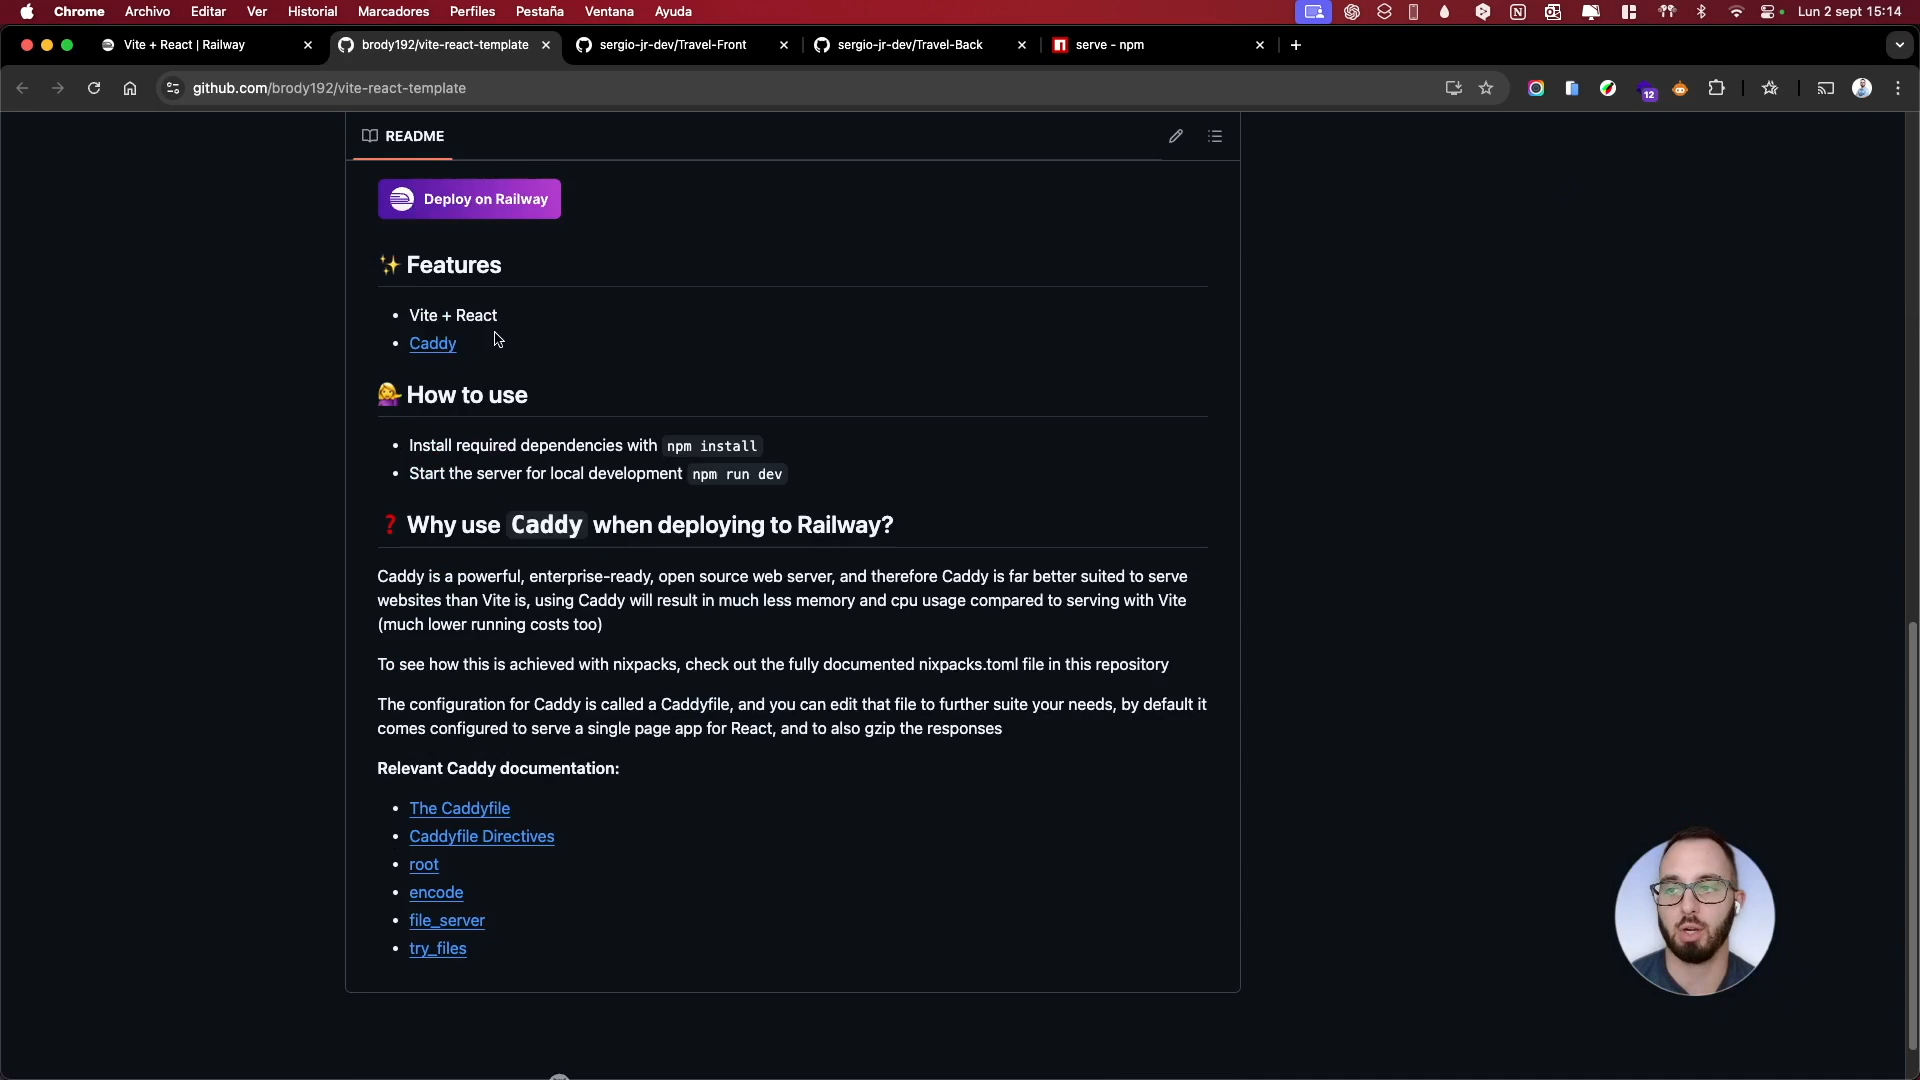 Chrome Archivo Editar Ver Historial Marcadores Perfiles Pestaña Ventana Ayuda Lun 2 sept 15:14
Vite + React | Railway brody192/vite-react-template sergio-jr-dev/Travel-Front sergio-jr-dev/Travel-Back serve - npm
github.com/brody192/vite-react-template 12
README
Deploy on Railway
✨ Features
• Vite + React
• Caddy
💁‍♀️ How to use
• Install required dependencies with npm install
• Start the server for local development npm run dev
❓ Why use Caddy when deploying to Railway?
Caddy is a powerful, enterprise-ready, open source web server, and therefore Caddy is far better suited to serve
websites than Vite is, using Caddy will result in much less memory and cpu usage compared to serving with Vite
(much lower running costs too)
To see how this is achieved with nixpacks, check out the fully documented nixpacks.toml file in this repository
The configuration for Caddy is called a Caddyfile, and you can edit that file to further suite your needs, by default it
comes configured to serve a single page app for React, and to also gzip the responses
Relevant Caddy documentation:
• The Caddyfile
• Caddyfile Directives
• root
• encode
• file_server
• try_files